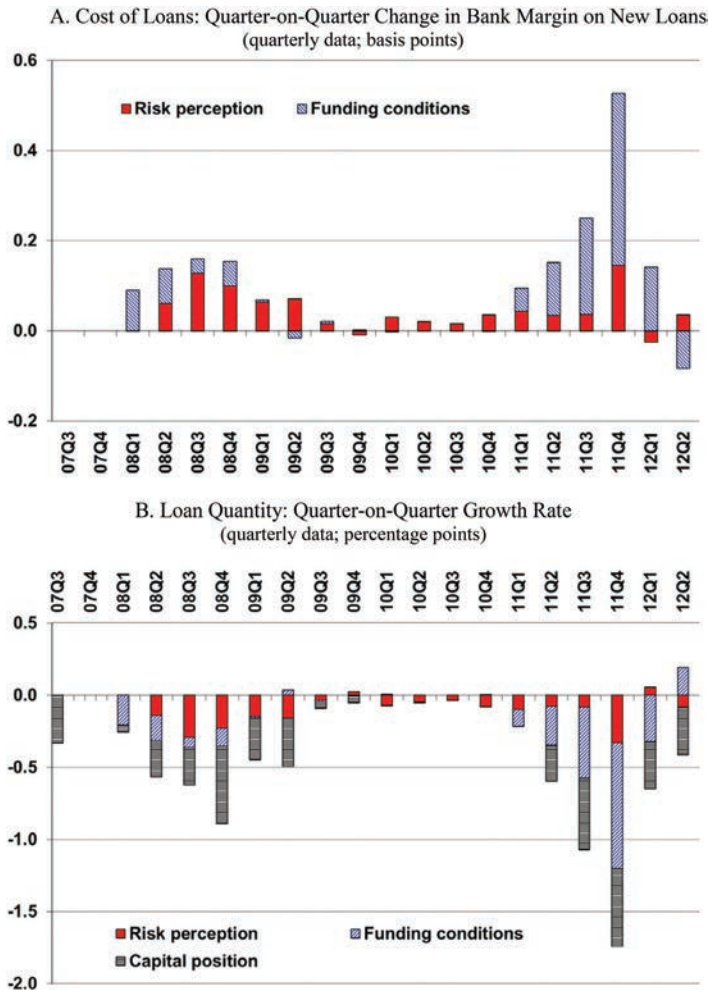 A. Cost of Loans: Quarter-on-Quarter Change in Bank Margin on New Loans
(quarterly data; basis points)
0.6
Risk perception Funding conditions
0.4
0.2
0.0
-0.2
07Q3 07Q4 08Q1 08Q2 08Q3 08Q4 09Q1 09Q2 09Q3 09Q4 10Q1 10Q2 10Q3 10Q4 11Q1 11Q2 11Q3 11Q4 12Q1 12Q2
B. Loan Quantity: Quarter-on-Quarter Growth Rate
(quarterly data; percentage points)
07Q3 07Q4 08Q1 08Q2 08Q3 08Q4 09Q1 09Q2 09Q3 09Q4 10Q1 10Q2 10Q3 10Q4 11Q1 11Q2 11Q3 11Q4 12Q1 12Q2
0.5
0.0
-0.5
-1.0
-1.5
Risk perception Funding conditions
Capital position
-2.0